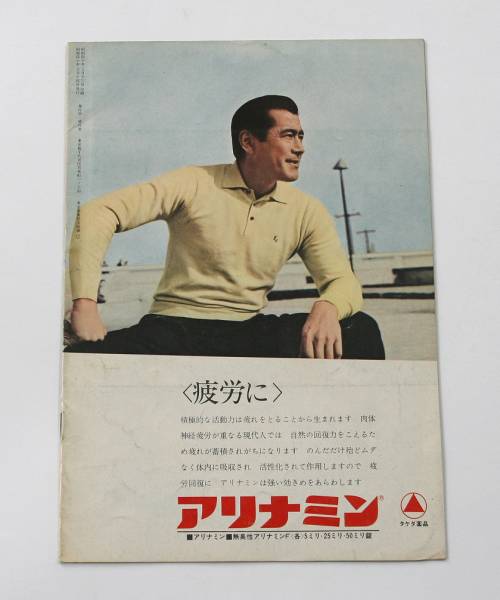 〈疲労に〉
積極的な活動力は疲れをとることから生まれます　肉体
神経疲労が重なる現代人では　自然の回復力をこえるた
め疲れが蓄積されがちになります　のんだだけ殆どムダ
なく体内に吸収され　活性化されて作用しますので　疲
労回復に　アリナミンは強い効きめをあらわします
アリナミン®
タケダ薬品
■アリナミン■無臭性アリナミンF〈各〉5ミリ・25ミリ・50ミリ錠